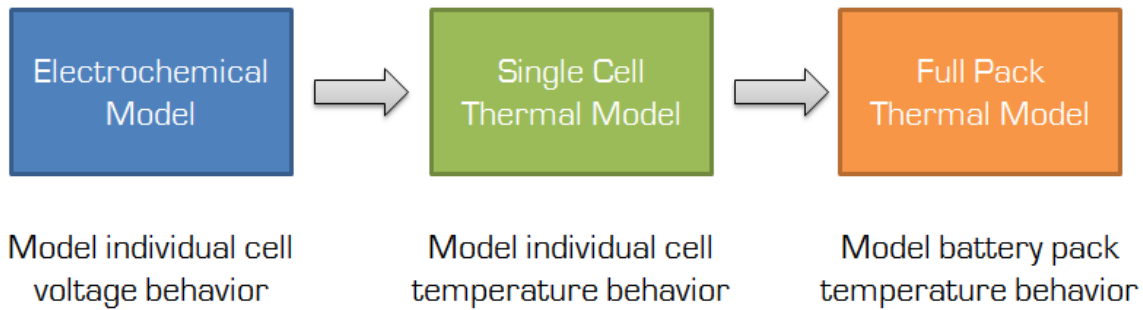 Electrochemical
Model
Single Cell
Thermal Model
Full Pack
Thermal Model
Model individual cell
voltage behavior
Model individual cell
temperature behavior
Model battery pack
temperature behavior